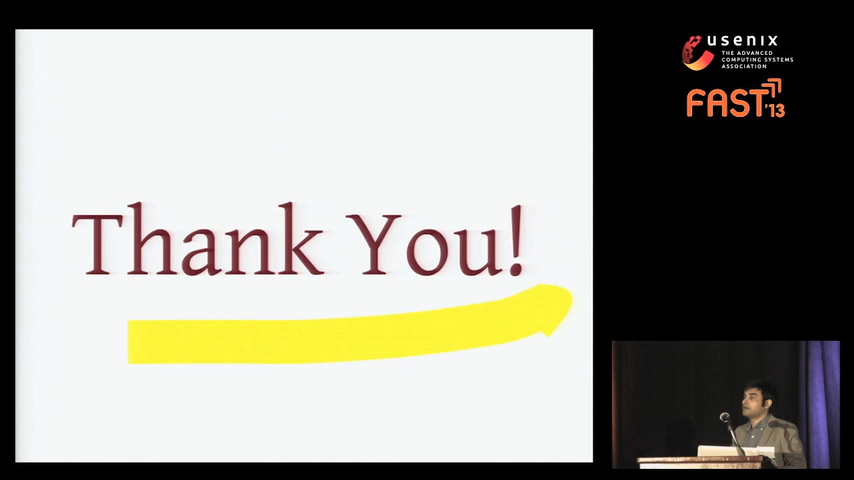 Thank You!
usenix
THE ADVANCED
COMPUTING SYSTEMS
ASSOCIATION
FAST'13